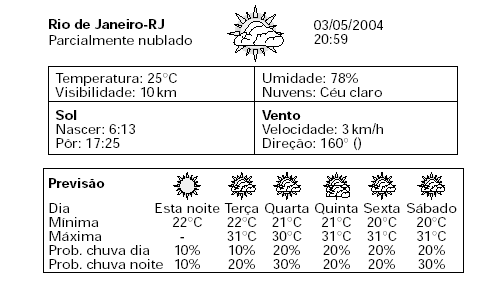 Rio de Janeiro-RJ 03/05/2004
Parcialmente nublado 20:59
Temperatura: 25°C Umidade: 78%
Visibilidade: 10 km Nuvens: Céu claro
Sol Vento
Nascer: 6:13 Velocidade: 3 km/h
Pôr: 17:25 Direção: 160° ()
Previsão
Dia Esta noite Terça Quarta Quinta Sexta Sábado
Mínima 22°C 22°C 21°C 21°C 20°C 20°C
Máxima - 31°C 30°C 31°C 31°C 31°C
Prob. chuva dia 10% 10% 20% 20% 20% 20%
Prob. chuva noite 10% 20% 30% 20% 20% 30%